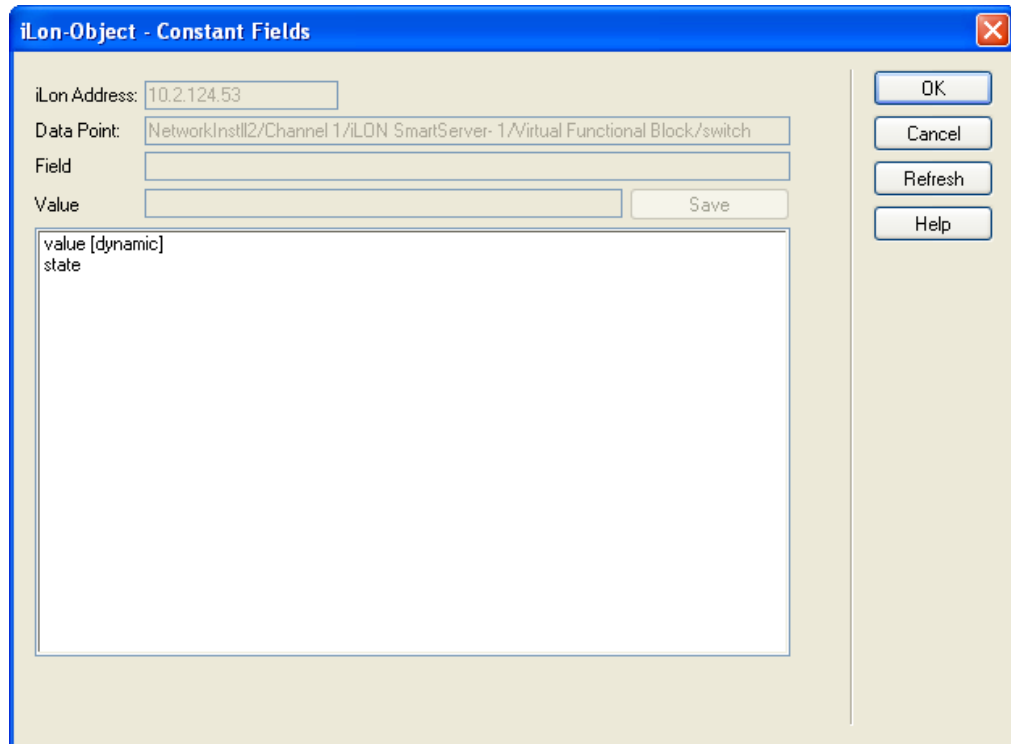 iLon-Object - Constant Fields
iLon Address: 10.2.124.53
Data Point: NetworkInstll2/Channel 1/iLON SmartServer- 1/Virtual Functional Block/switch
Field
Value
Save
value [dynamic]
state
OK
Cancel
Refresh
Help